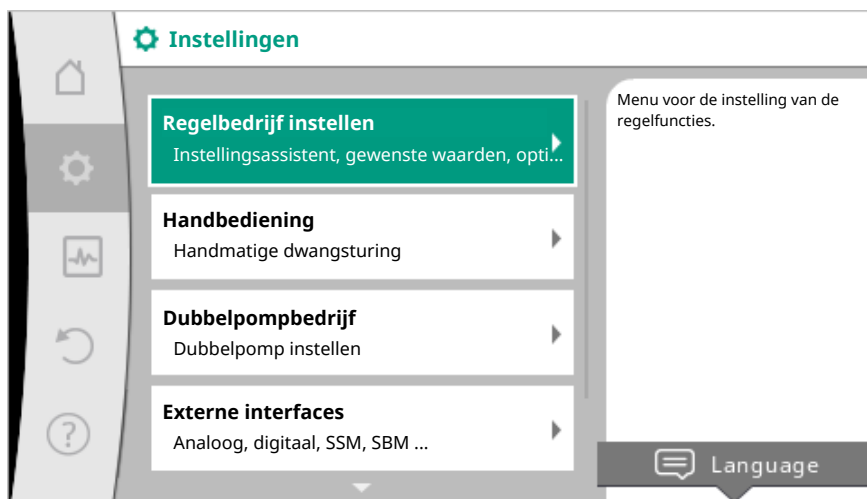 Instellingen
Regelbedrijf instellen
Instellingsassistent, gewenste waarden, opti...
Handbediening
Handmatige dwangsturing
Dubbelpompbedrijf
Dubbelpomp instellen
Externe interfaces
Analoog, digitaal, SSM, SBM ...
Menu voor de instelling van de
regelfuncties.
Language